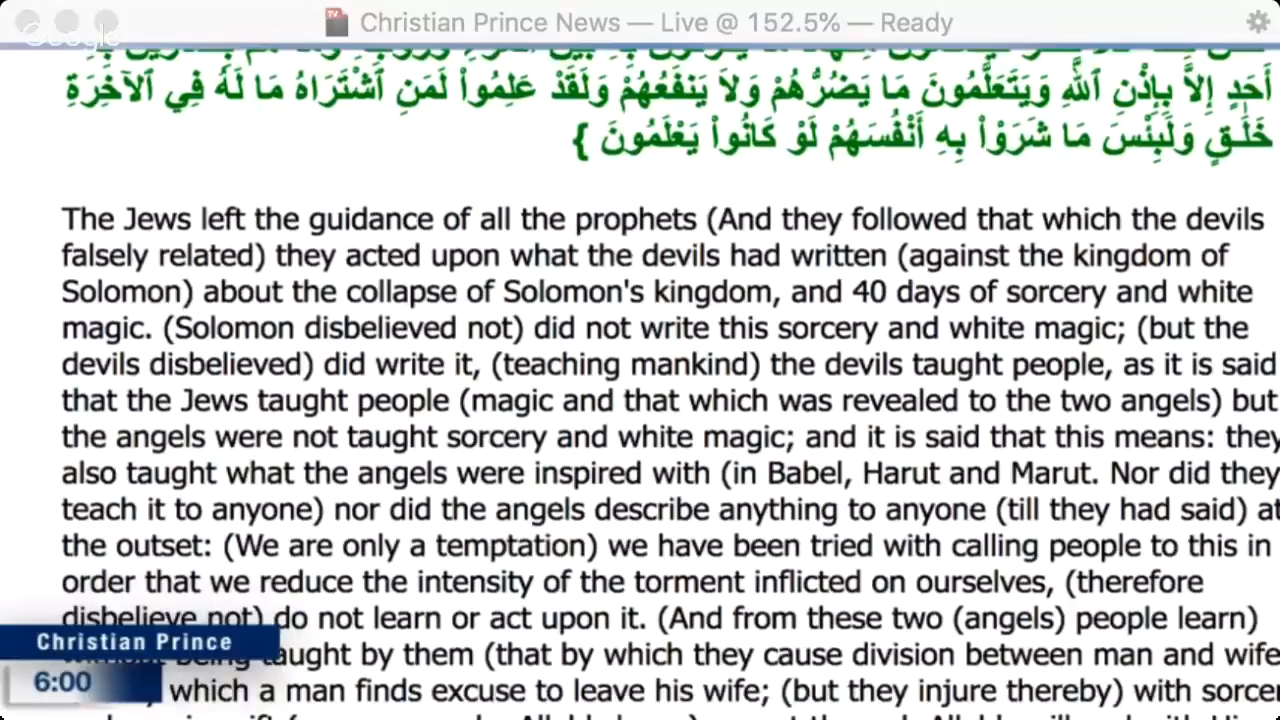 Christian Prince News — Live @ 152.5% — Ready
Google
أَحَدٍ إِلاَّ بِإِذْنِ ٱللَّهِ وَيَتَعَلَّمُونَ مَا يَضُرُّهُمْ وَلاَ يَنفَعُهُمْ وَلَقَدْ عَلِمُواْ لَمَنِ ٱشْتَرَاهُ مَا لَهُ فِي ٱلآخِرَةِ
خَلَٰقٍ وَلَبِئْسَ مَا شَرَوْاْ بِهِ أَنْفُسَهُمْ لَوْ كَانُواْ يَعْلَمُونَ }
The Jews left the guidance of all the prophets (And they followed that which the devils
falsely related) they acted upon what the devils had written (against the kingdom of
Solomon) about the collapse of Solomon's kingdom, and 40 days of sorcery and white
magic. (Solomon disbelieved not) did not write this sorcery and white magic; (but the
devils disbelieved) did write it, (teaching mankind) the devils taught people, as it is said
that the Jews taught people (magic and that which was revealed to the two angels) but
the angels were not taught sorcery and white magic; and it is said that this means: they
also taught what the angels were inspired with (in Babel, Harut and Marut. Nor did they
teach it to anyone) nor did the angels describe anything to anyone (till they had said) at
the outset: (We are only a temptation) we have been tried with calling people to this in
order that we reduce the intensity of the torment inflicted on ourselves, (therefore
disbelieve not) do not learn or act upon it. (And from these two (angels) people learn)
without being taught by them (that by which they cause division between man and wife
which a man finds excuse to leave his wife; (but they injure thereby) with sorcer
Christian Prince
6:00